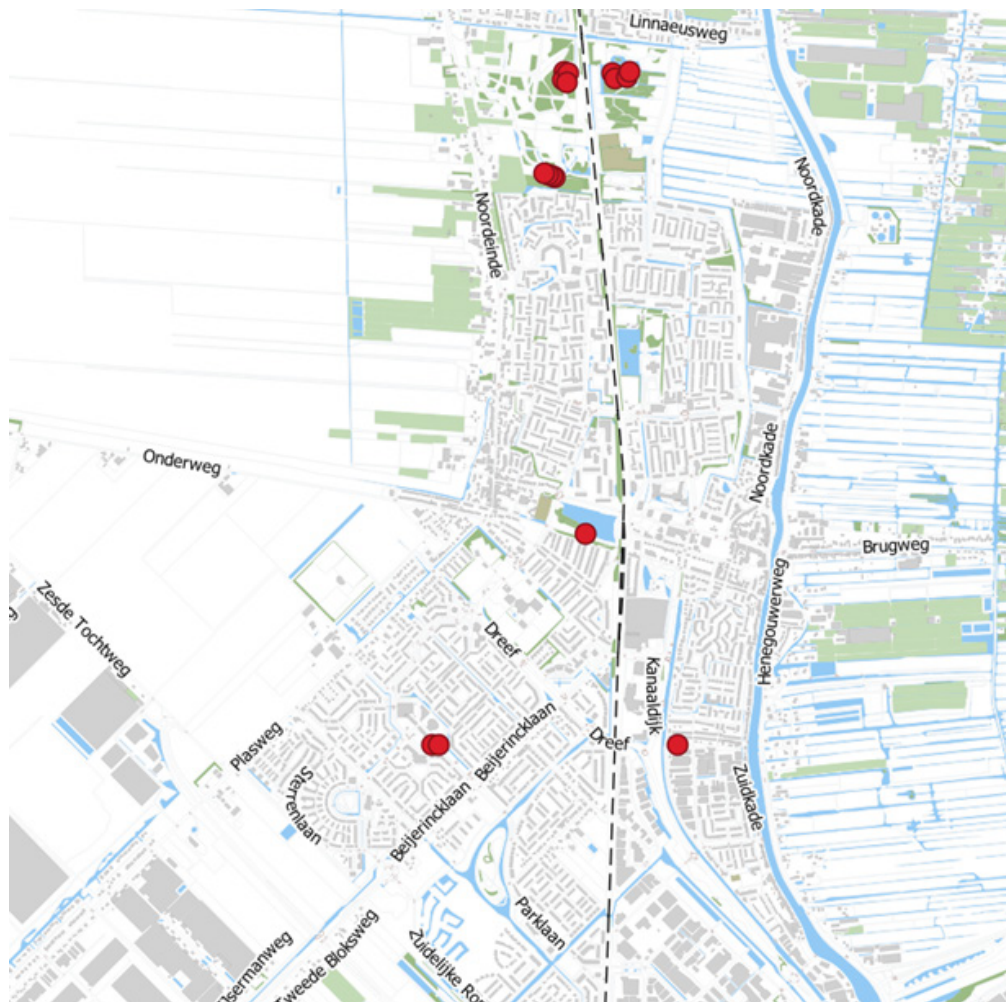 Linnaeusweg
Noordkade
Noordeinde
Noordkade
Onderweg
Brugweg
Zesde Tochtweg
Henegouwerweg
Dreef
Kanaaldijk
Plasweg
Beijerincklaan
Dreef
Sterrenlaan
Zuidkade
Beijerincklaan
Parklaan
Tweede Bloksweg